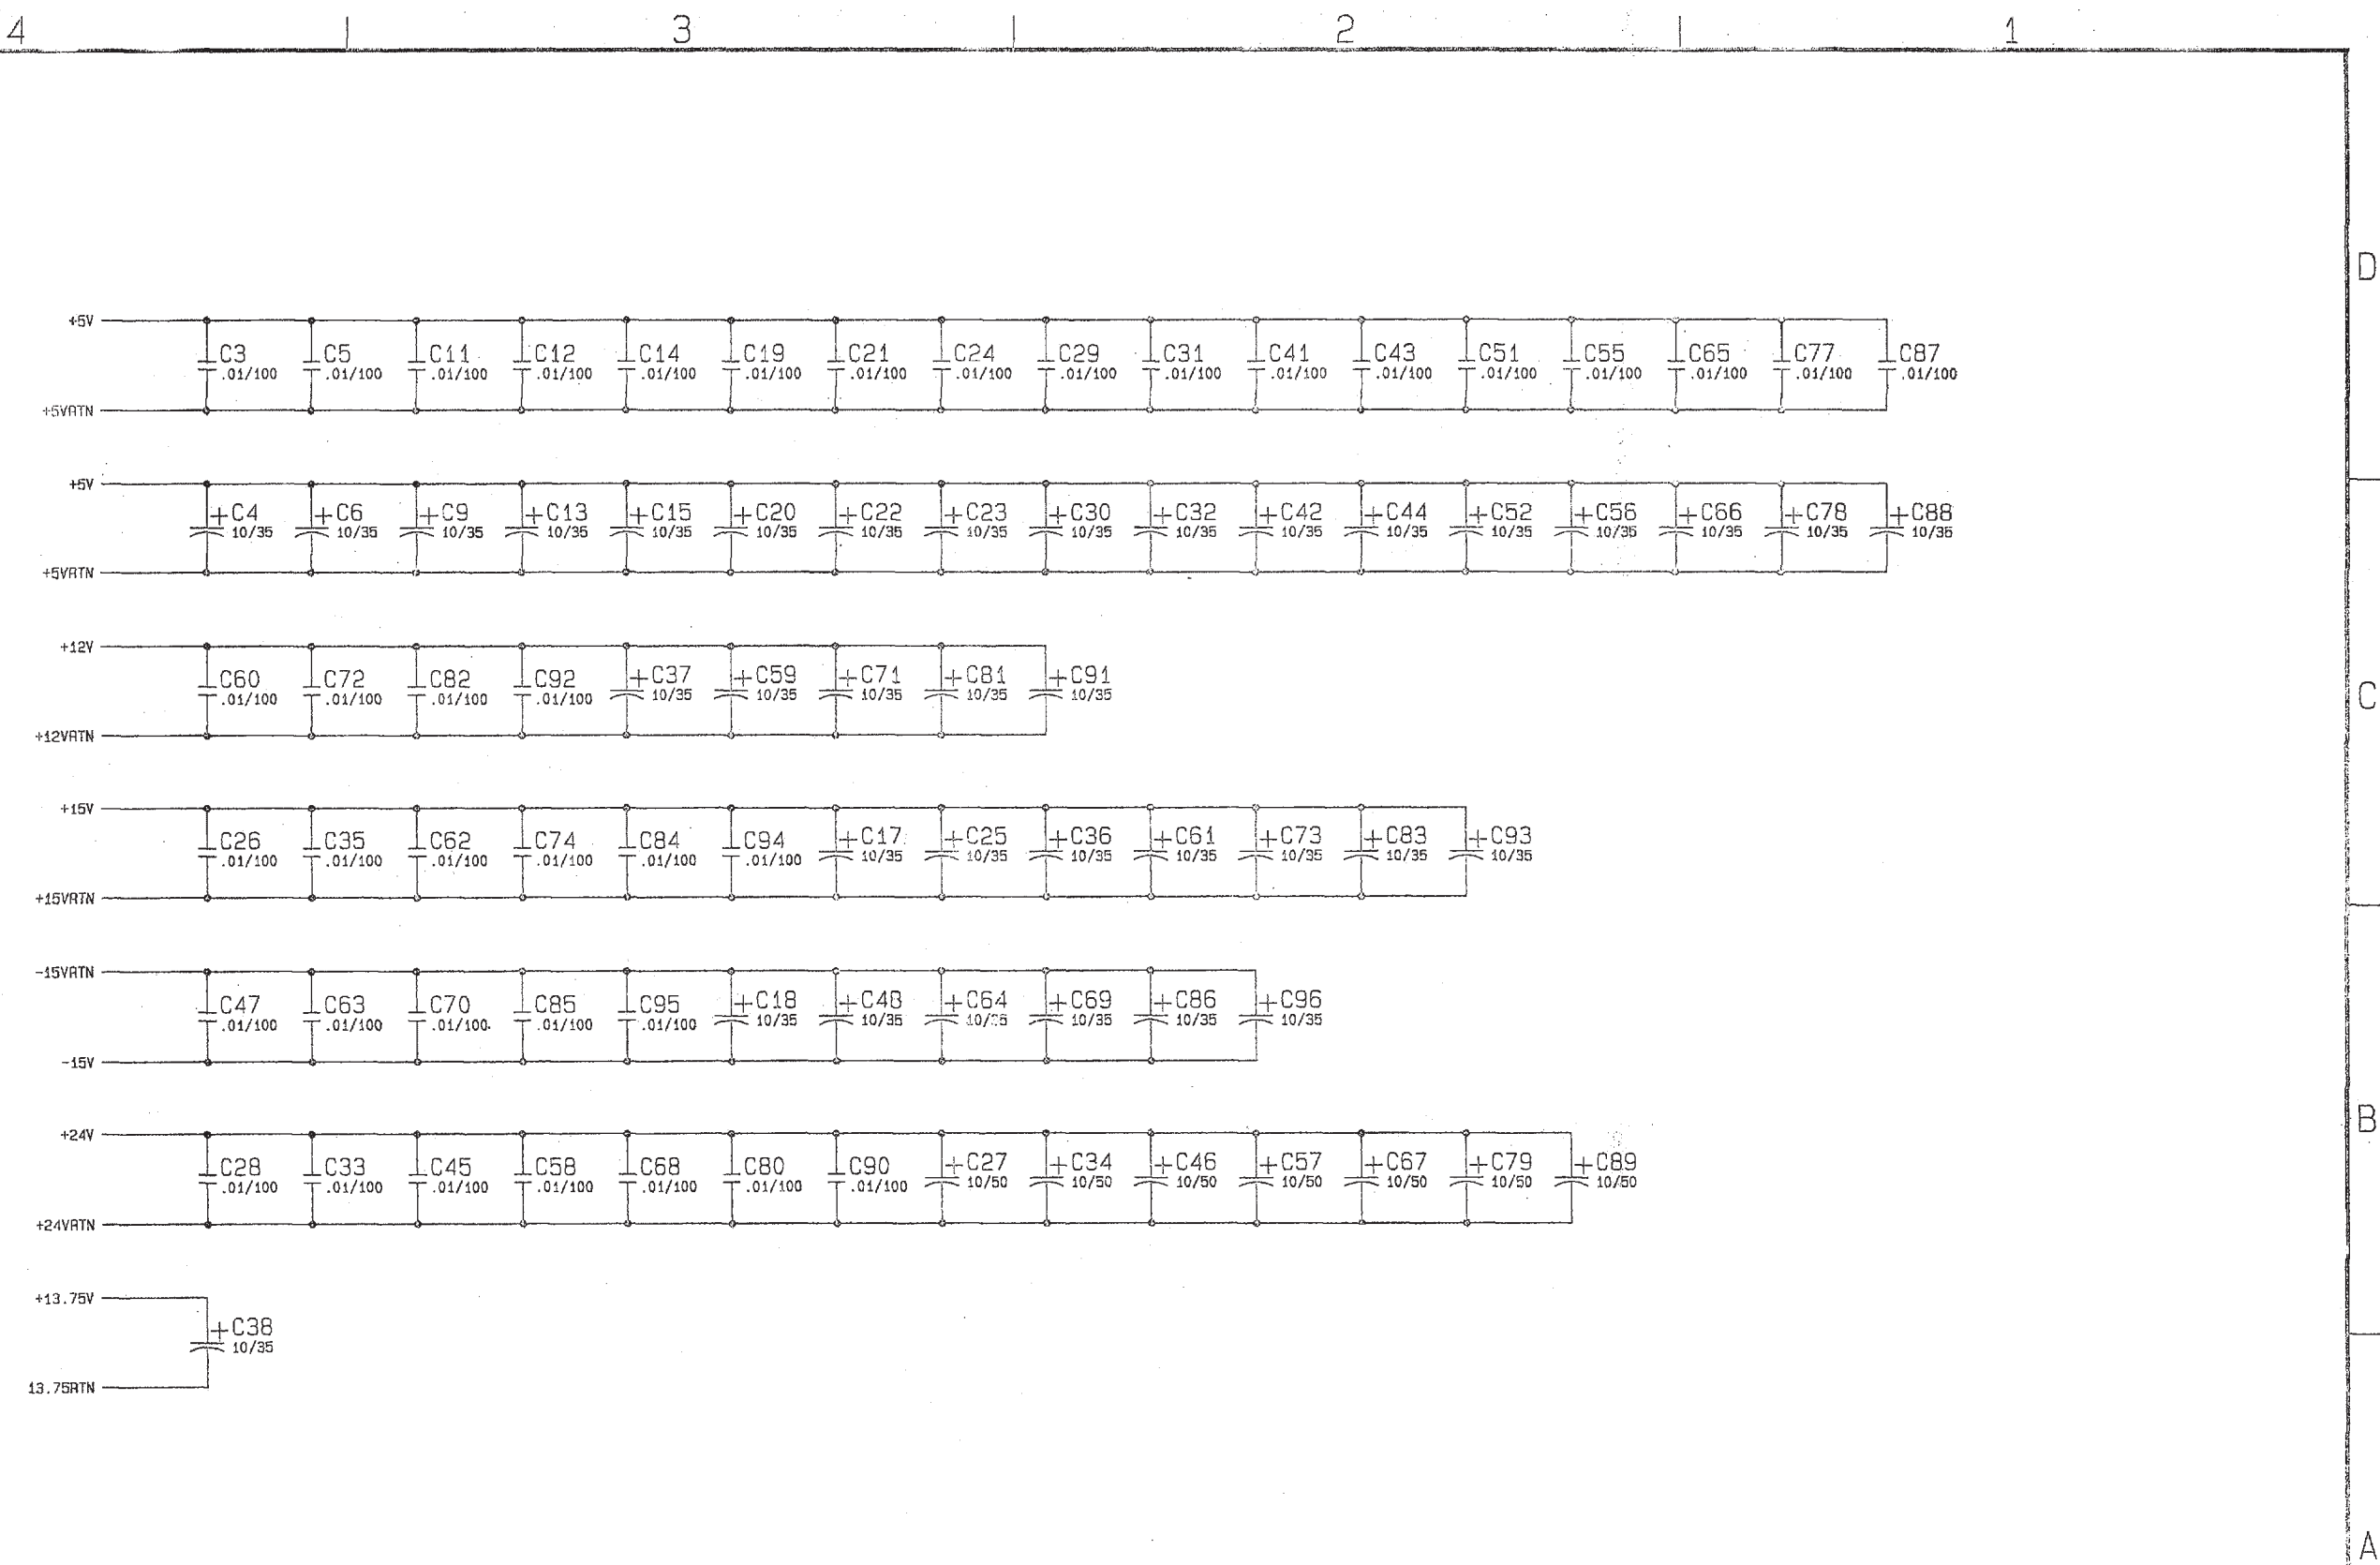 4 3 2 1
D
+5V
C3 C5 C11 C12 C14 C19 C21 C24 C29 C31 C41 C43 C51 C55 C65 C77 C87
.01/100 .01/100 .01/100 .01/100 .01/100 .01/100 .01/100 .01/100 .01/100 .01/100 .01/100 .01/100 .01/100 .01/100 .01/100 .01/100 .01/100
+5VRTN
+5V
+C4 +C6 +C9 +C13 +C15 +C20 +C22 +C23 +C30 +C32 +C42 +C44 +C52 +C56 +C66 +C78 +C88
10/35 10/35 10/35 10/35 10/35 10/35 10/35 10/35 10/35 10/35 10/35 10/35 10/35 10/35 10/35 10/35 10/35
+5VRTN
+12V
C60 C72 C82 C92 +C37 +C59 +C71 +C81 +C91
.01/100 .01/100 .01/100 .01/100 10/35 10/35 10/35 10/35 10/35
C
+12VRTN
+15V
C26 C35 C62 C74 C84 C94 +C17 +C25 +C36 +C61 +C73 +C83 +C93
.01/100 .01/100 .01/100 .01/100 .01/100 .01/100 10/35 10/35 10/35 10/35 10/35 10/35 10/35
+15VRTN
-15VRTN
C47 C63 C70 C85 C95 +C18 +C48 +C64 +C69 +C86 +C96
.01/100 .01/100 .01/100 .01/100 .01/100 10/35 10/35 10/35 10/35 10/35 10/35
-15V
B
+24V
C28 C33 C45 C58 C68 C80 C90 +C27 +C34 +C46 +C57 +C67 +C79 +C89
.01/100 .01/100 .01/100 .01/100 .01/100 .01/100 .01/100 10/50 10/50 10/50 10/50 10/50 10/50 10/50
+24VRTN
+13.75V
+C38
10/35
13.75RTN
A